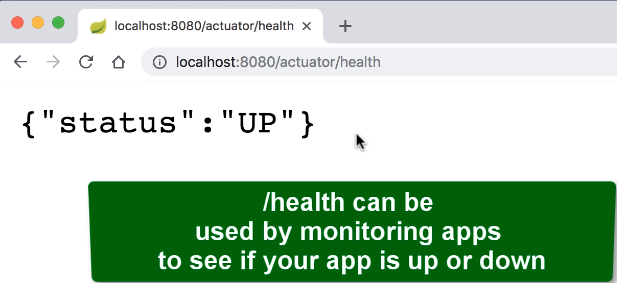 localhost:8080/actuator/health
localhost:8080/actuator/health
{"status":"UP"}
/health can be
used by monitoring apps
to see if your app is up or down